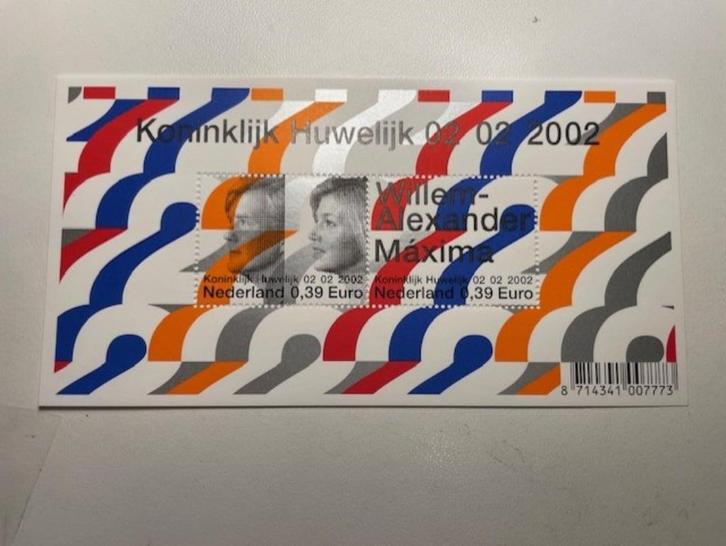 Koninklijk Huwelijk 02 02 2002
Willem-
Alexander
Máxima
Koninklijk Huwelijk 02 02 2002
Nederland 0,39 Euro
Koninklijk Huwelijk 02 02 2002
Nederland 0,39 Euro
8 714341 007773